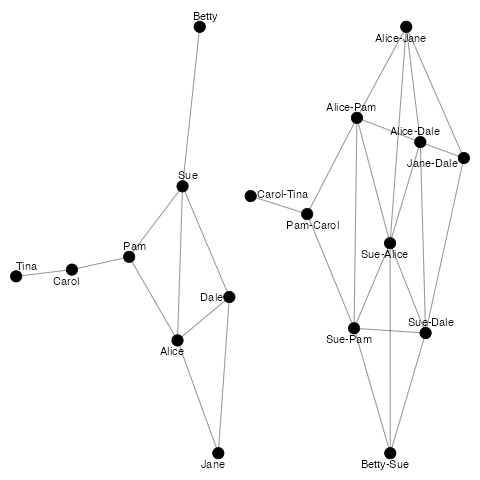 Betty
Sue
Pam
Tina
Carol
Dale
Alice
Jane
Alice-Jane
Alice-Pam
Alice-Dale
Jane-Dale
Carol-Tina
Pam-Carol
Sue-Alice
Sue-Dale
Sue-Pam
Betty-Sue